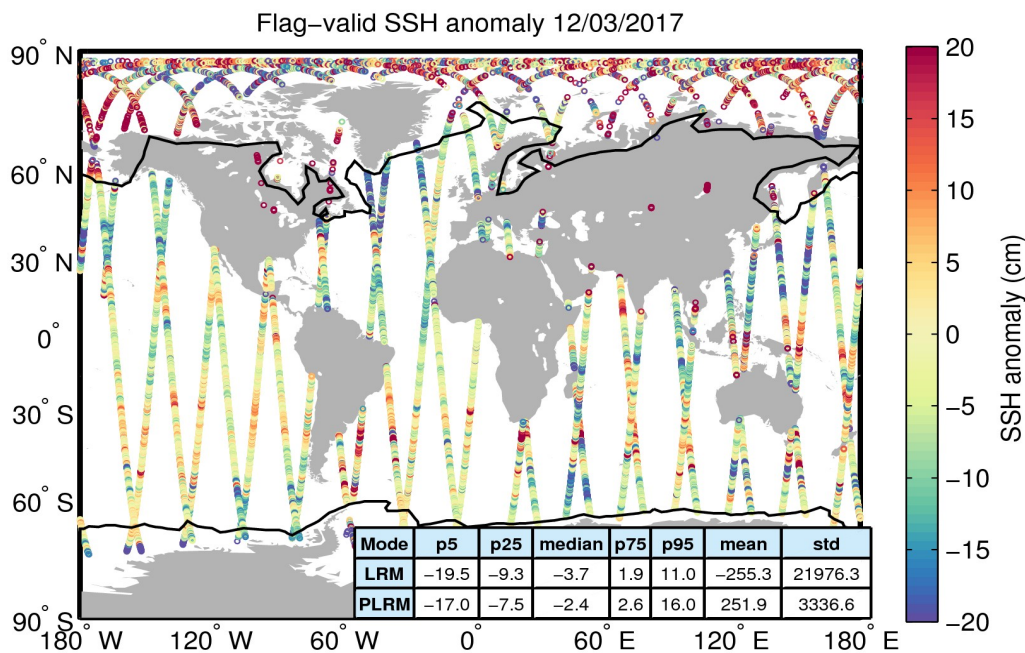 Flag−valid SSH anomaly 12/03/2017
90° N
60° N
30° N
0°
30° S
60° S
90° S
180° W
120° W
60° W
0°
60° E
120° E
180° E
20
15
10
5
0
−5
−10
−15
−20
SSH anomaly (cm)
Mode p5 p25 median p75 p95 mean std
LRM −19.5 −9.3 −3.7 1.9 11.0 −255.3 21976.3
PLRM −17.0 −7.5 −2.4 2.6 16.0 251.9 3336.6